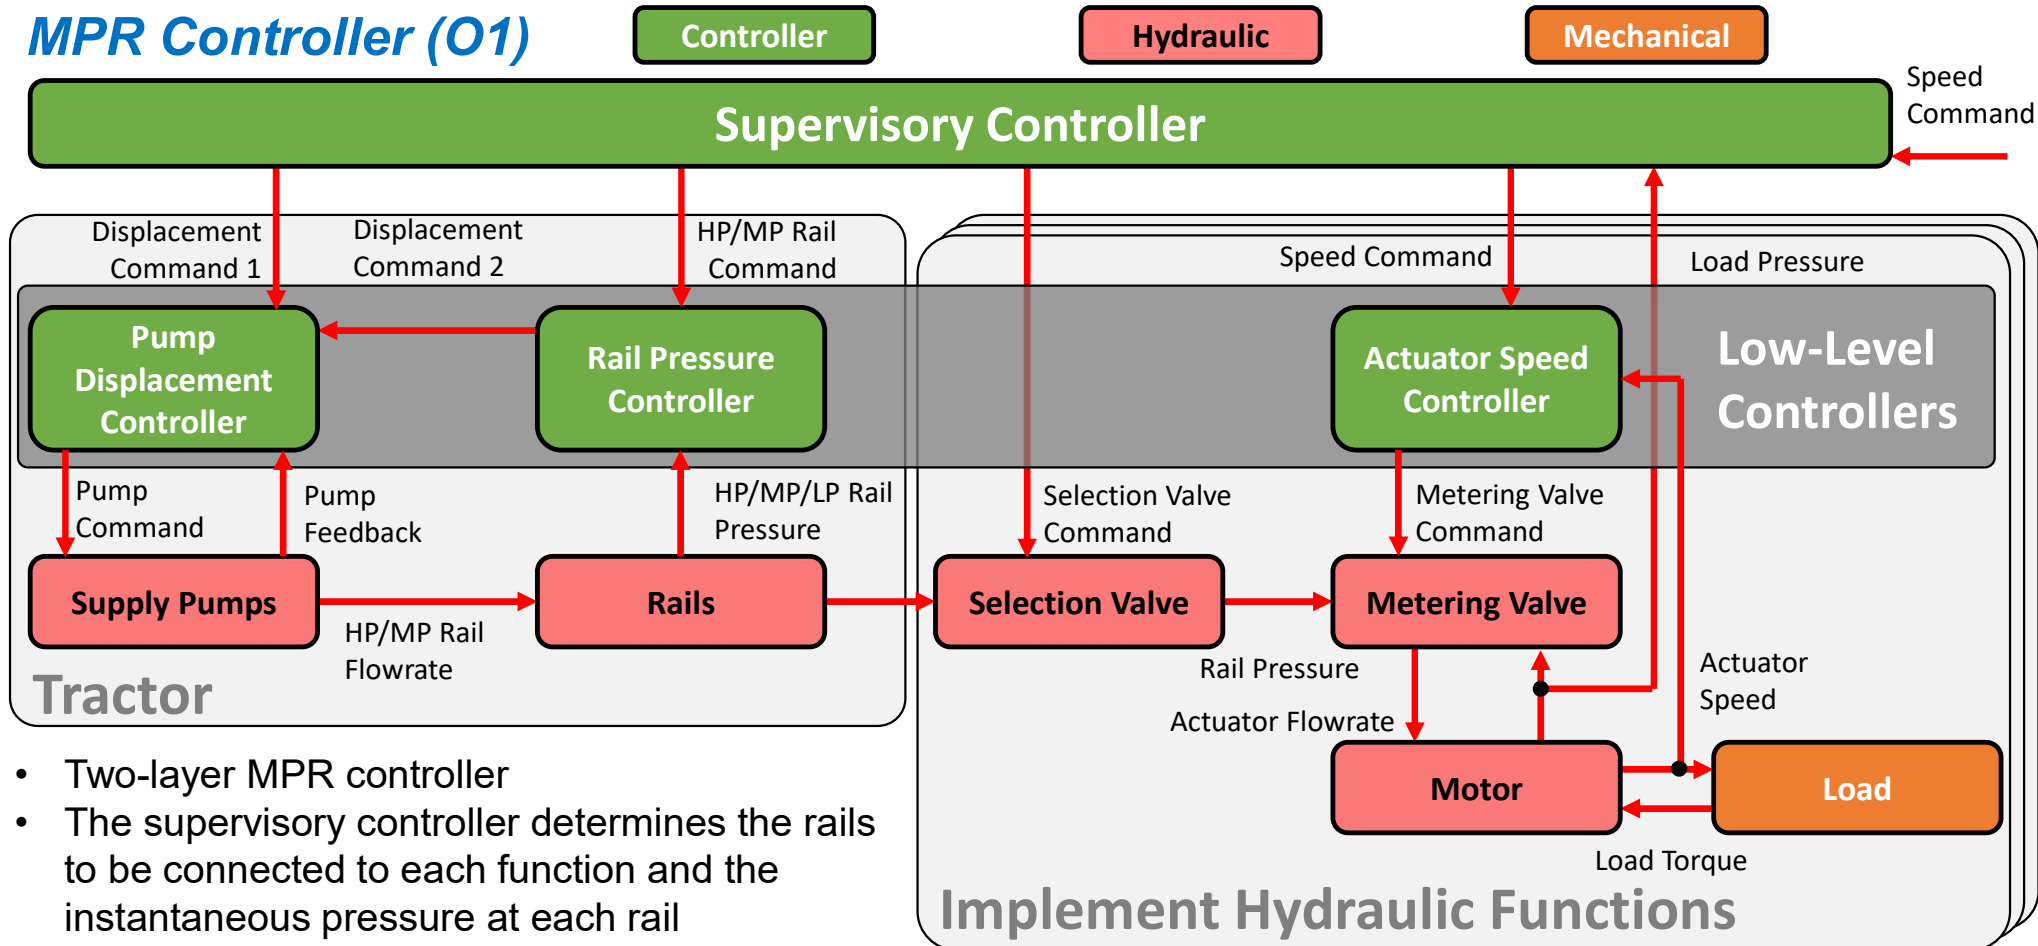 MPR Controller (O1)
Controller
Hydraulic
Mechanical
Supervisory Controller
Speed
Command
Displacement
Command 1
Displacement
Command 2
HP/MP Rail
Command
Speed Command
Load Pressure
Pump
Displacement
Controller
Rail Pressure
Controller
Actuator Speed
Controller
Low-Level
Controllers
Pump
Command
Pump
Feedback
HP/MP/LP Rail
Pressure
Selection Valve
Command
Metering Valve
Command
Supply Pumps
Rails
Selection Valve
Metering Valve
HP/MP Rail
Flowrate
Rail Pressure
Actuator
Speed
Tractor
Actuator Flowrate
Motor
Load
Load Torque
• Two-layer MPR controller
• The supervisory controller determines the rails
to be connected to each function and the
instantaneous pressure at each rail
Implement Hydraulic Functions